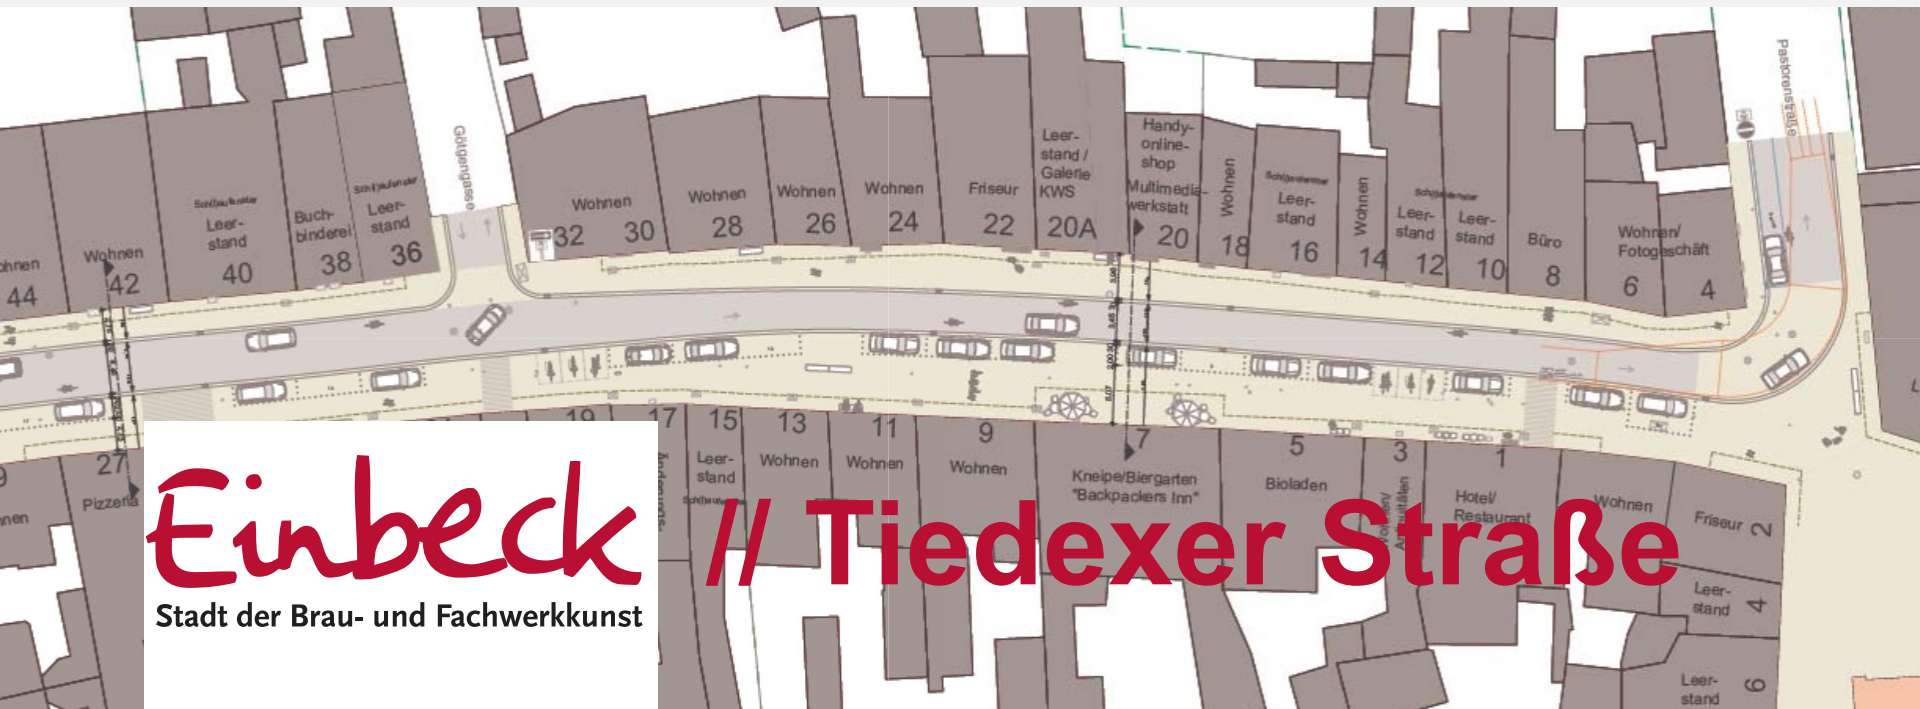 Pastorenstraße
Götgengasse
ohnen
44
Wohnen
42
Leer-
stand
40
Buch-
binderei
38
Leer-
stand
36
Wohnen
32
30
Wohnen
28
Wohnen
26
Wohnen
24
Friseur
22
Leer-
stand /
Galerie
KWS
20A
Handy-
online-
shop
Multimedia-
werkstatt
20
Wohnen
18
Leer-
stand
16
Wohnen
14
Leer-
stand
12
Leer-
stand
10
Büro
8
Wohnen/
Fotogeschäft
6
4
9
nnen
27
Pizzeria
19
17
15
Leer-
stand
13
Wohnen
11
Wohnen
9
Wohnen
7
Kneipe/Biergarten
"Backpackers Inn"
5
Bioladen
3
1
Hotel/
Restaurant
Wohnen
Friseur
2
Leer-
stand
4
Leer-
stand
6
Einbeck
Stadt der Brau- und Fachwerkkunst
// Tiedexer Straße